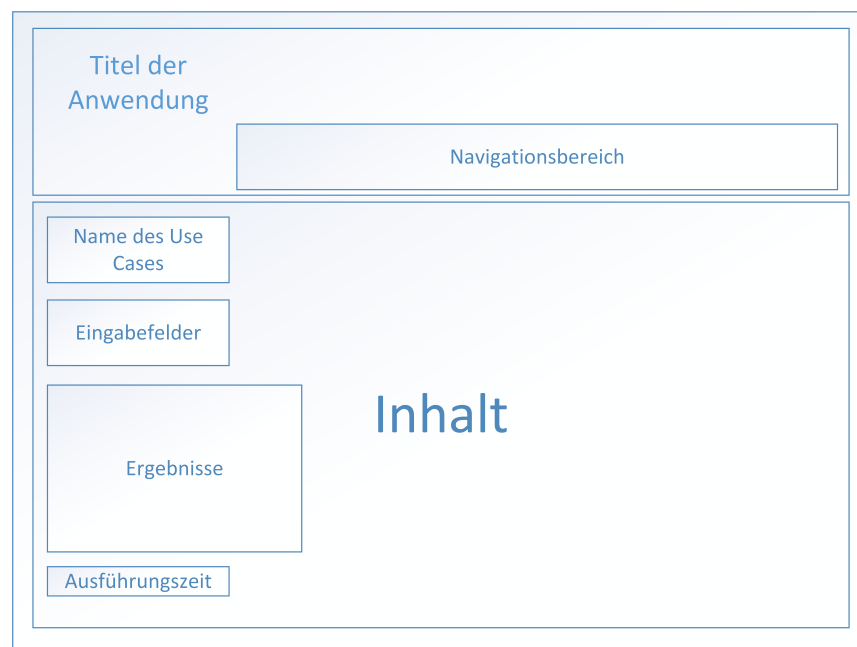 Titel der
Anwendung
Navigationsbereich
Name des Use
Cases
Eingabefelder
Inhalt
Ergebnisse
Ausführungszeit